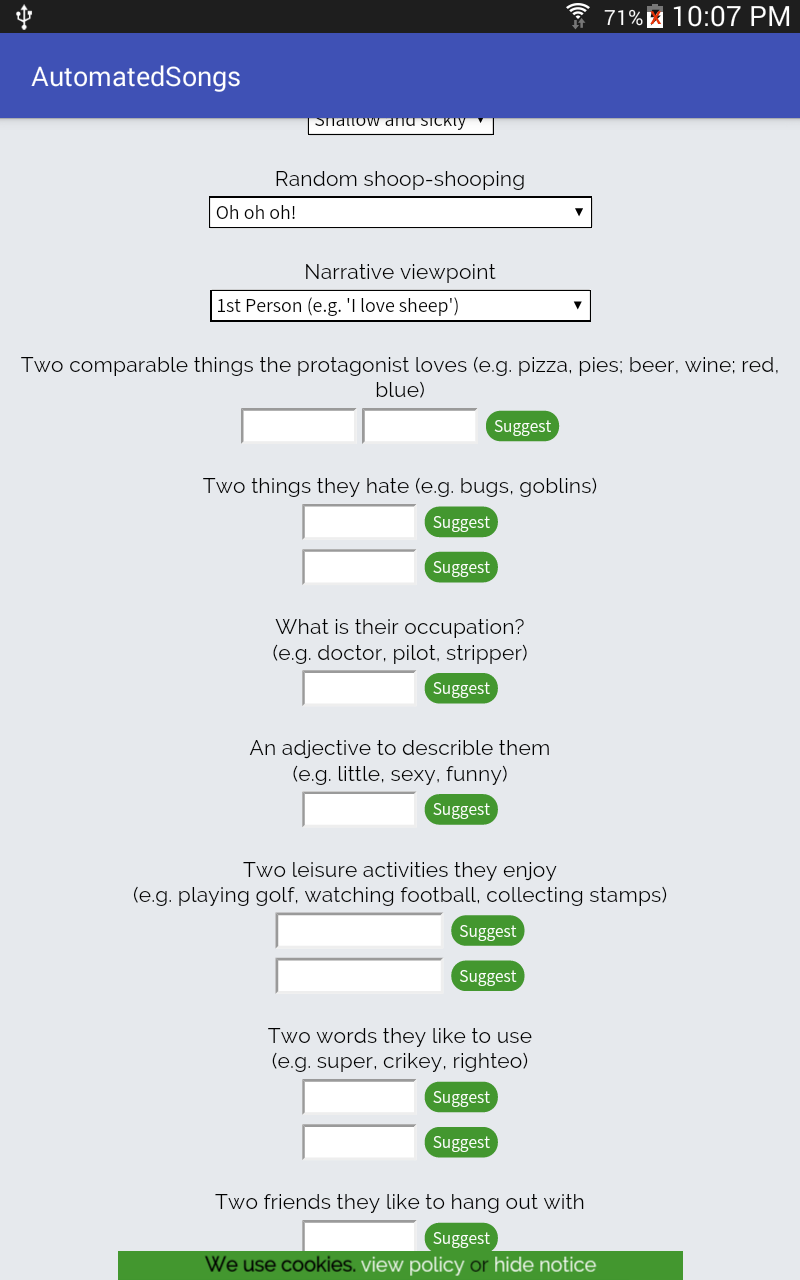 71%
10:07 PM
AutomatedSongs
Shallow and sickly
Random shoop-shooping
Oh oh oh!
Narrative viewpoint
1st Person (e.g. 'I love sheep')
Two comparable things the protagonist loves (e.g. pizza, pies; beer, wine; red,
blue)
Suggest
Two things they hate (e.g. bugs, goblins)
Suggest
Suggest
What is their occupation?
(e.g. doctor, pilot, stripper)
Suggest
An adjective to describle them
(e.g. little, sexy, funny)
Suggest
Two leisure activities they enjoy
(e.g. playing golf, watching football, collecting stamps)
Suggest
Suggest
Two words they like to use
(e.g. super, crikey, righteo)
Suggest
Suggest
Two friends they like to hang out with
Suggest
We use cookies. view policy or hide notice